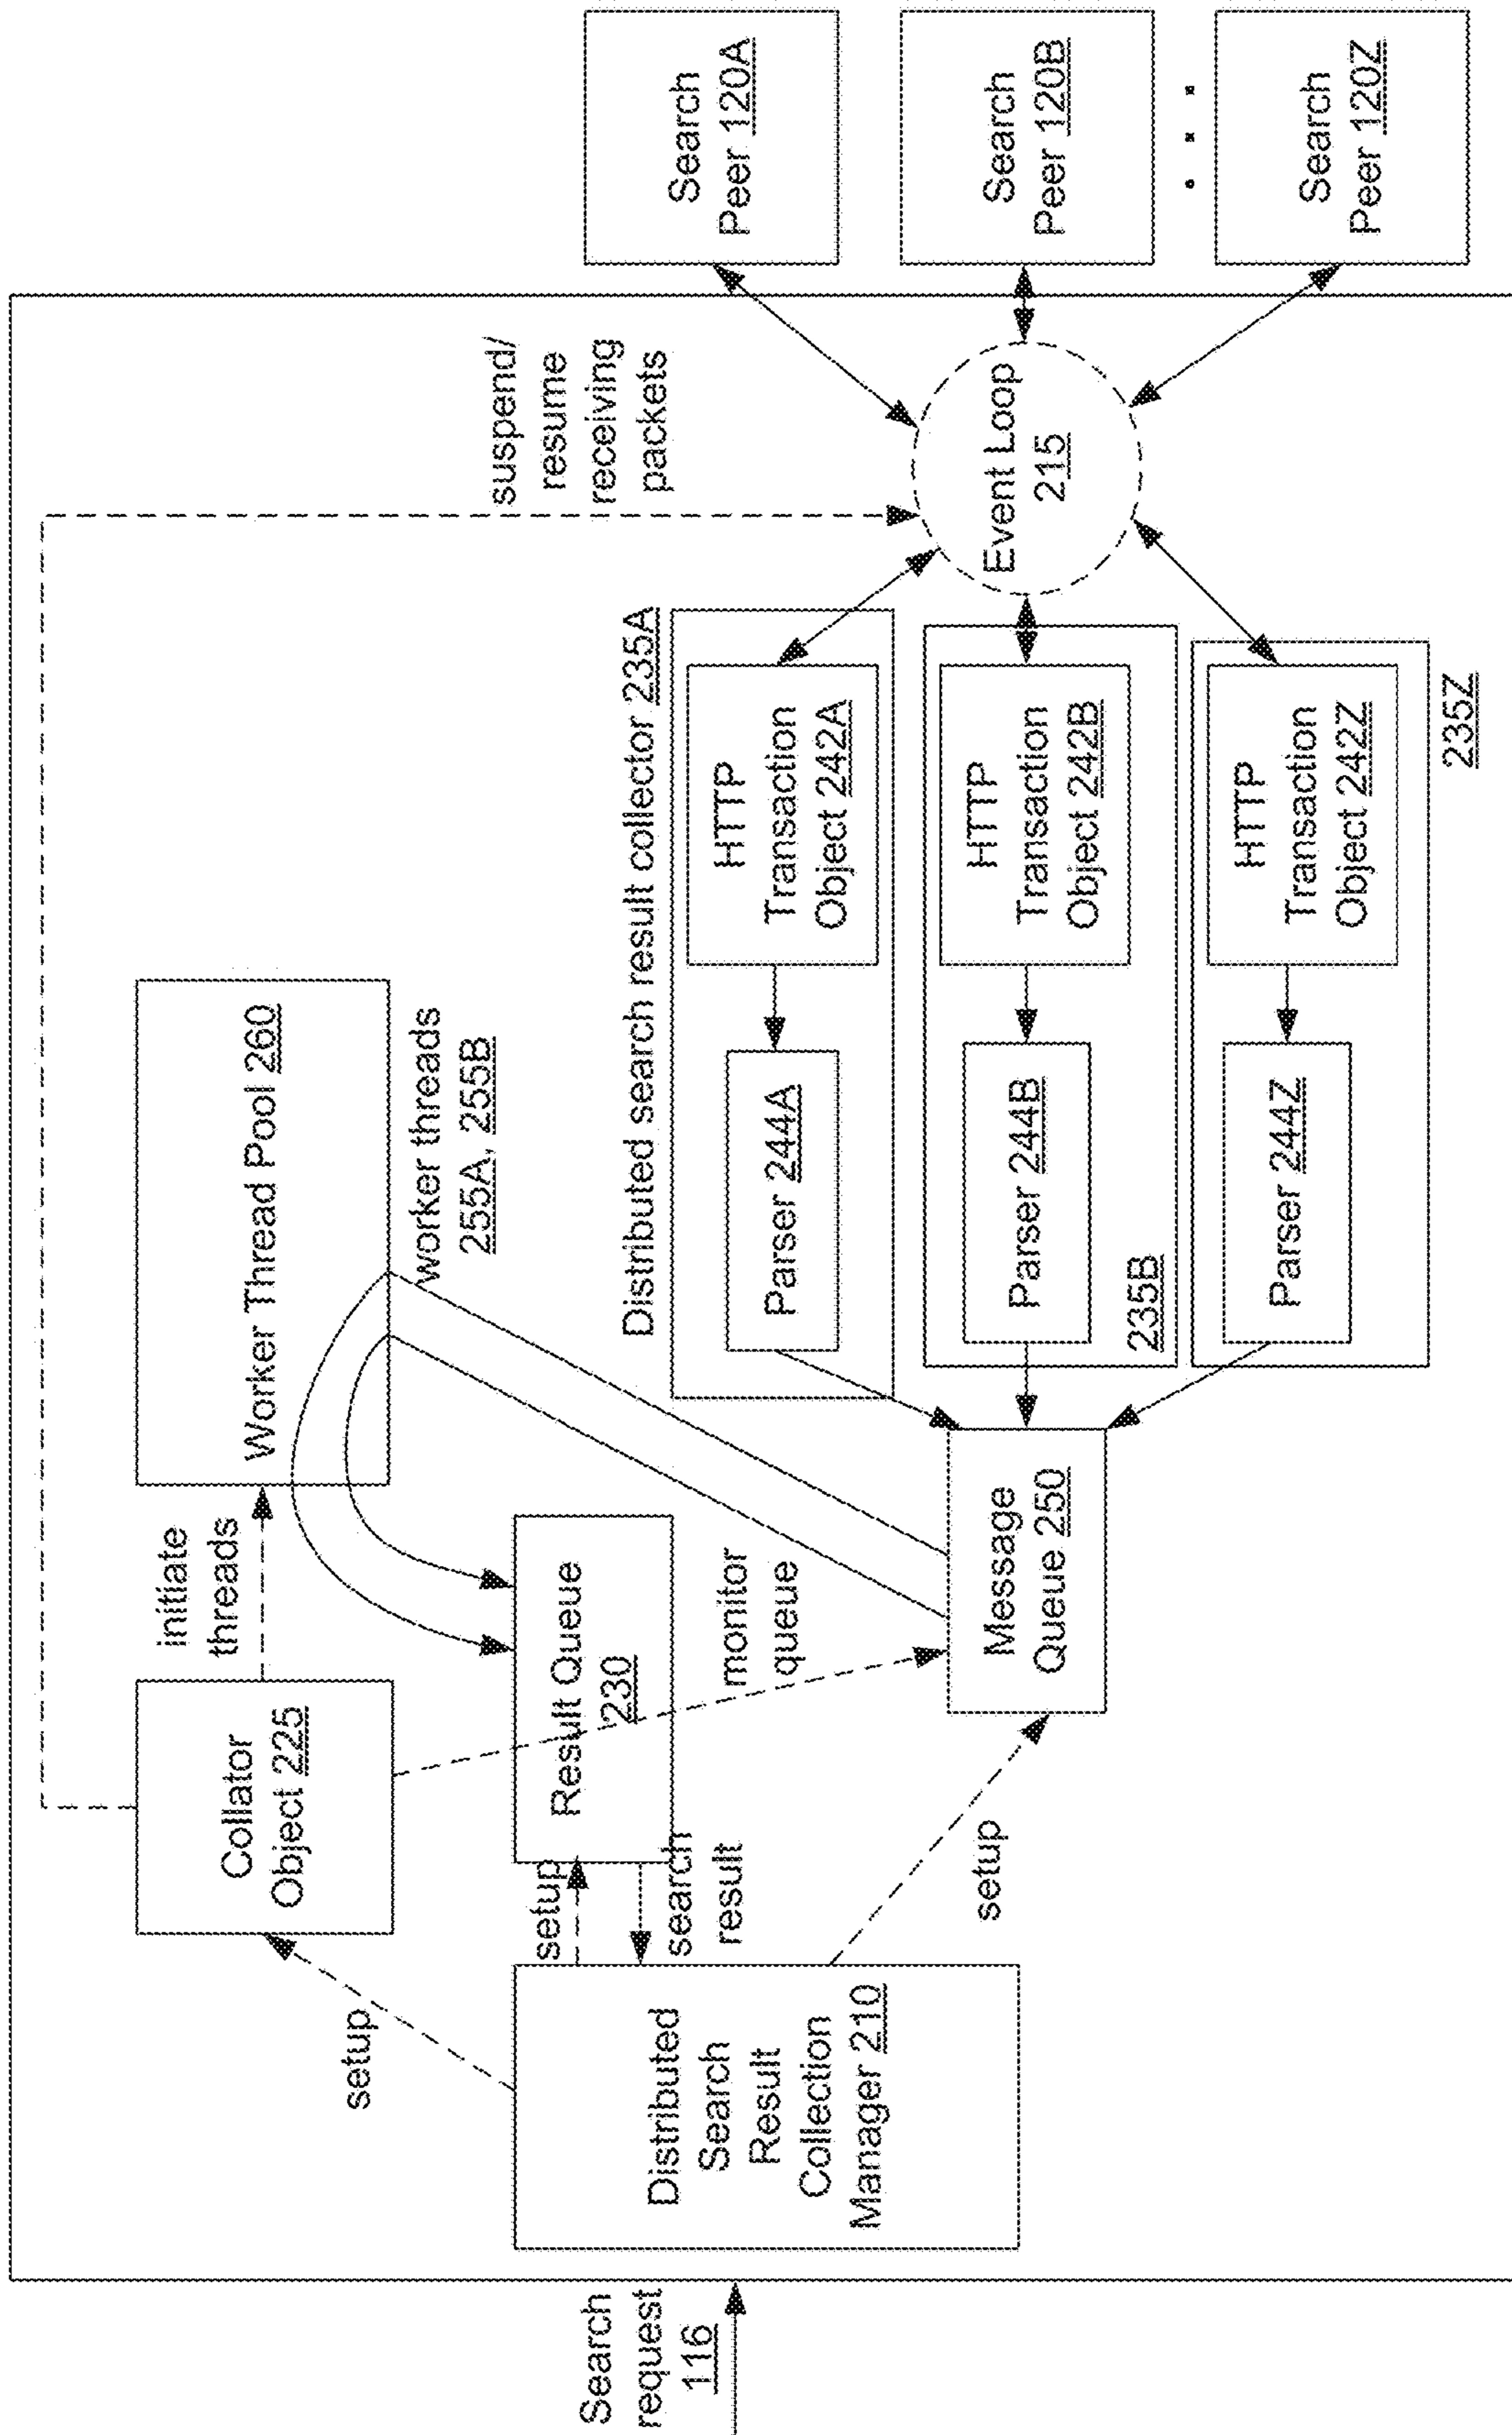 Search
request
116
Distributed
Search
Result
Collection
Manager 210
setup
setup
search
result
setup
Collator
Object 225
initiate
threads
Worker Thread Pool 260
worker threads
255A, 255B
Result Queue
230
monitor
queue
Message
Queue 250
suspend/
resume
receiving
packets
Distributed search result collector 235A
Parser 244A
HTTP
Transaction
Object 242A
Parser 244B
HTTP
Transaction
Object 242B
235B
Parser 244Z
HTTP
Transaction
Object 242Z
235Z
Event Loop
215
Search
Peer 120A
Search
Peer 120B
Search
Peer 120Z